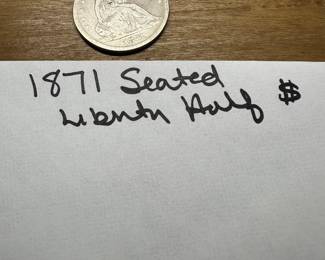 1871 Seated
Liberty Half $